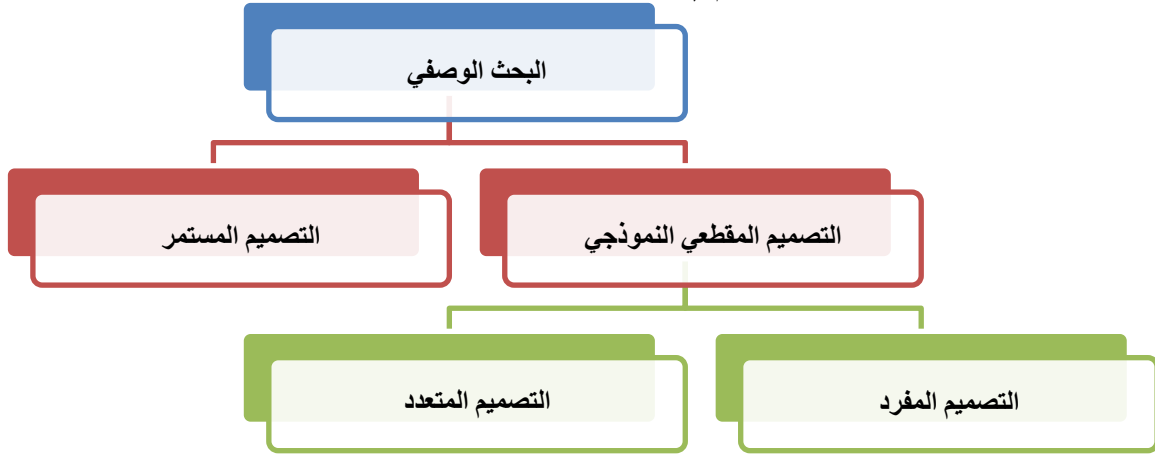 البحث الوصفي
التصميم المقطعي النموذجي
التصميم المستمر
التصميم المفرد
التصميم المتعدد